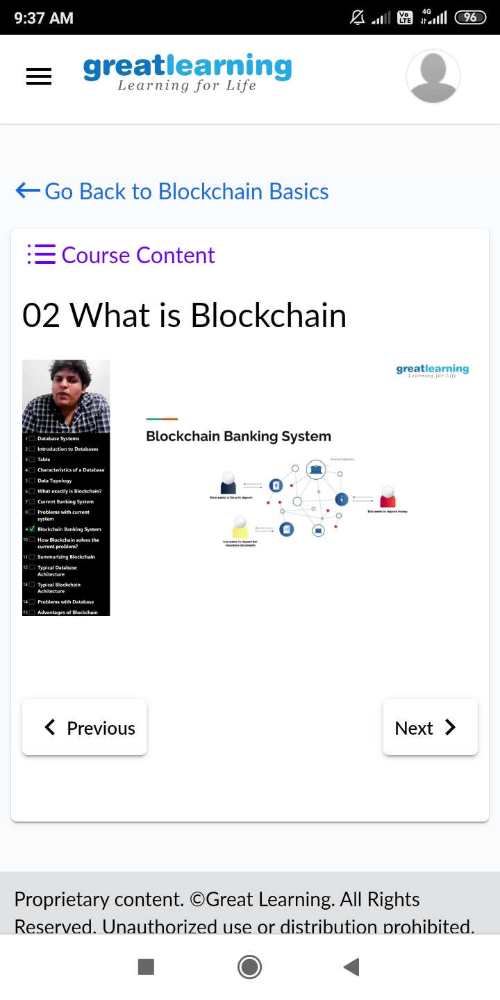 9:37 AM
Vo LTE
4G
96
greatlearning
Learning for Life
Go Back to Blockchain Basics
Course Content
02 What is Blockchain
greatlearning
Learning for Life
1 Database Systems
2 Introduction to Databases
3 Table
4 Characteristics of a Database
5 Data Topology
6 What exactly is Blockchain?
7 Current Banking System
8 Problems with current
system
9 Blockchain Banking System
10 How Blockchain solves the
current problem?
11 Summarizing Blockchain
12 Typical Database
Achitecture
13 Typical Blockchain
Achitecture
14 Problems with Database
15 Advantages of Blockchain
Blockchain Banking System
Financial Institutions
Alice wants to file a fix deposit
Bob wants to deposit money
Eve wants to inspect her
insurance documents
Previous
Next
Proprietary content. ©Great Learning. All Rights
Reserved. Unauthorized use or distribution prohibited.